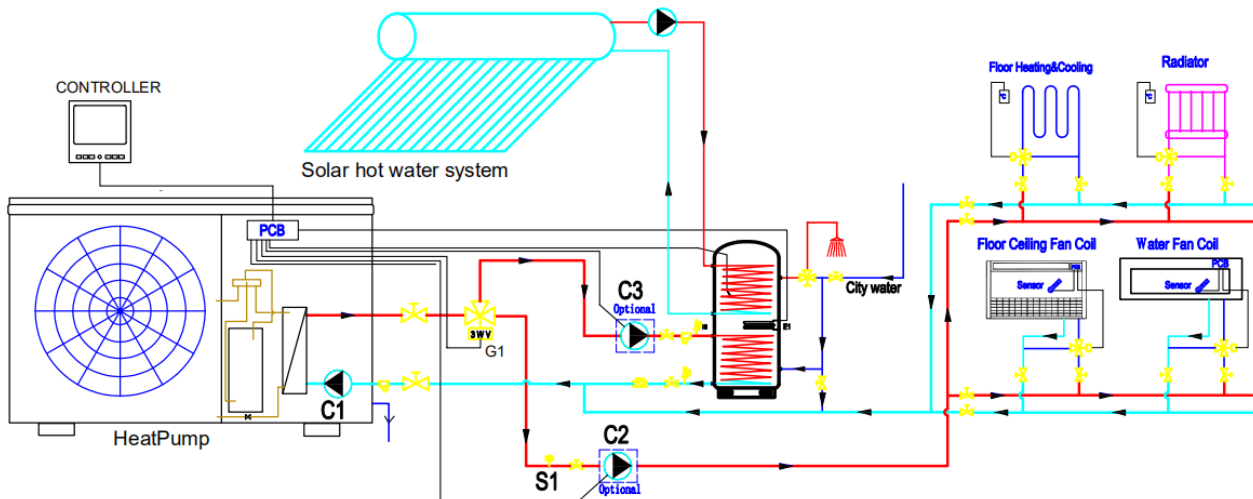 CONTROLLER
Solar hot water system
Floor Heating&Cooling
Radiator
°C
°C
PCB
C3
Optional
City water
Floor Ceiling Fan Coil
Water Fan Coil
PCB
Sensor
Sensor
3WV
G1
E1
C1
HeatPump
C2
S1
Optional